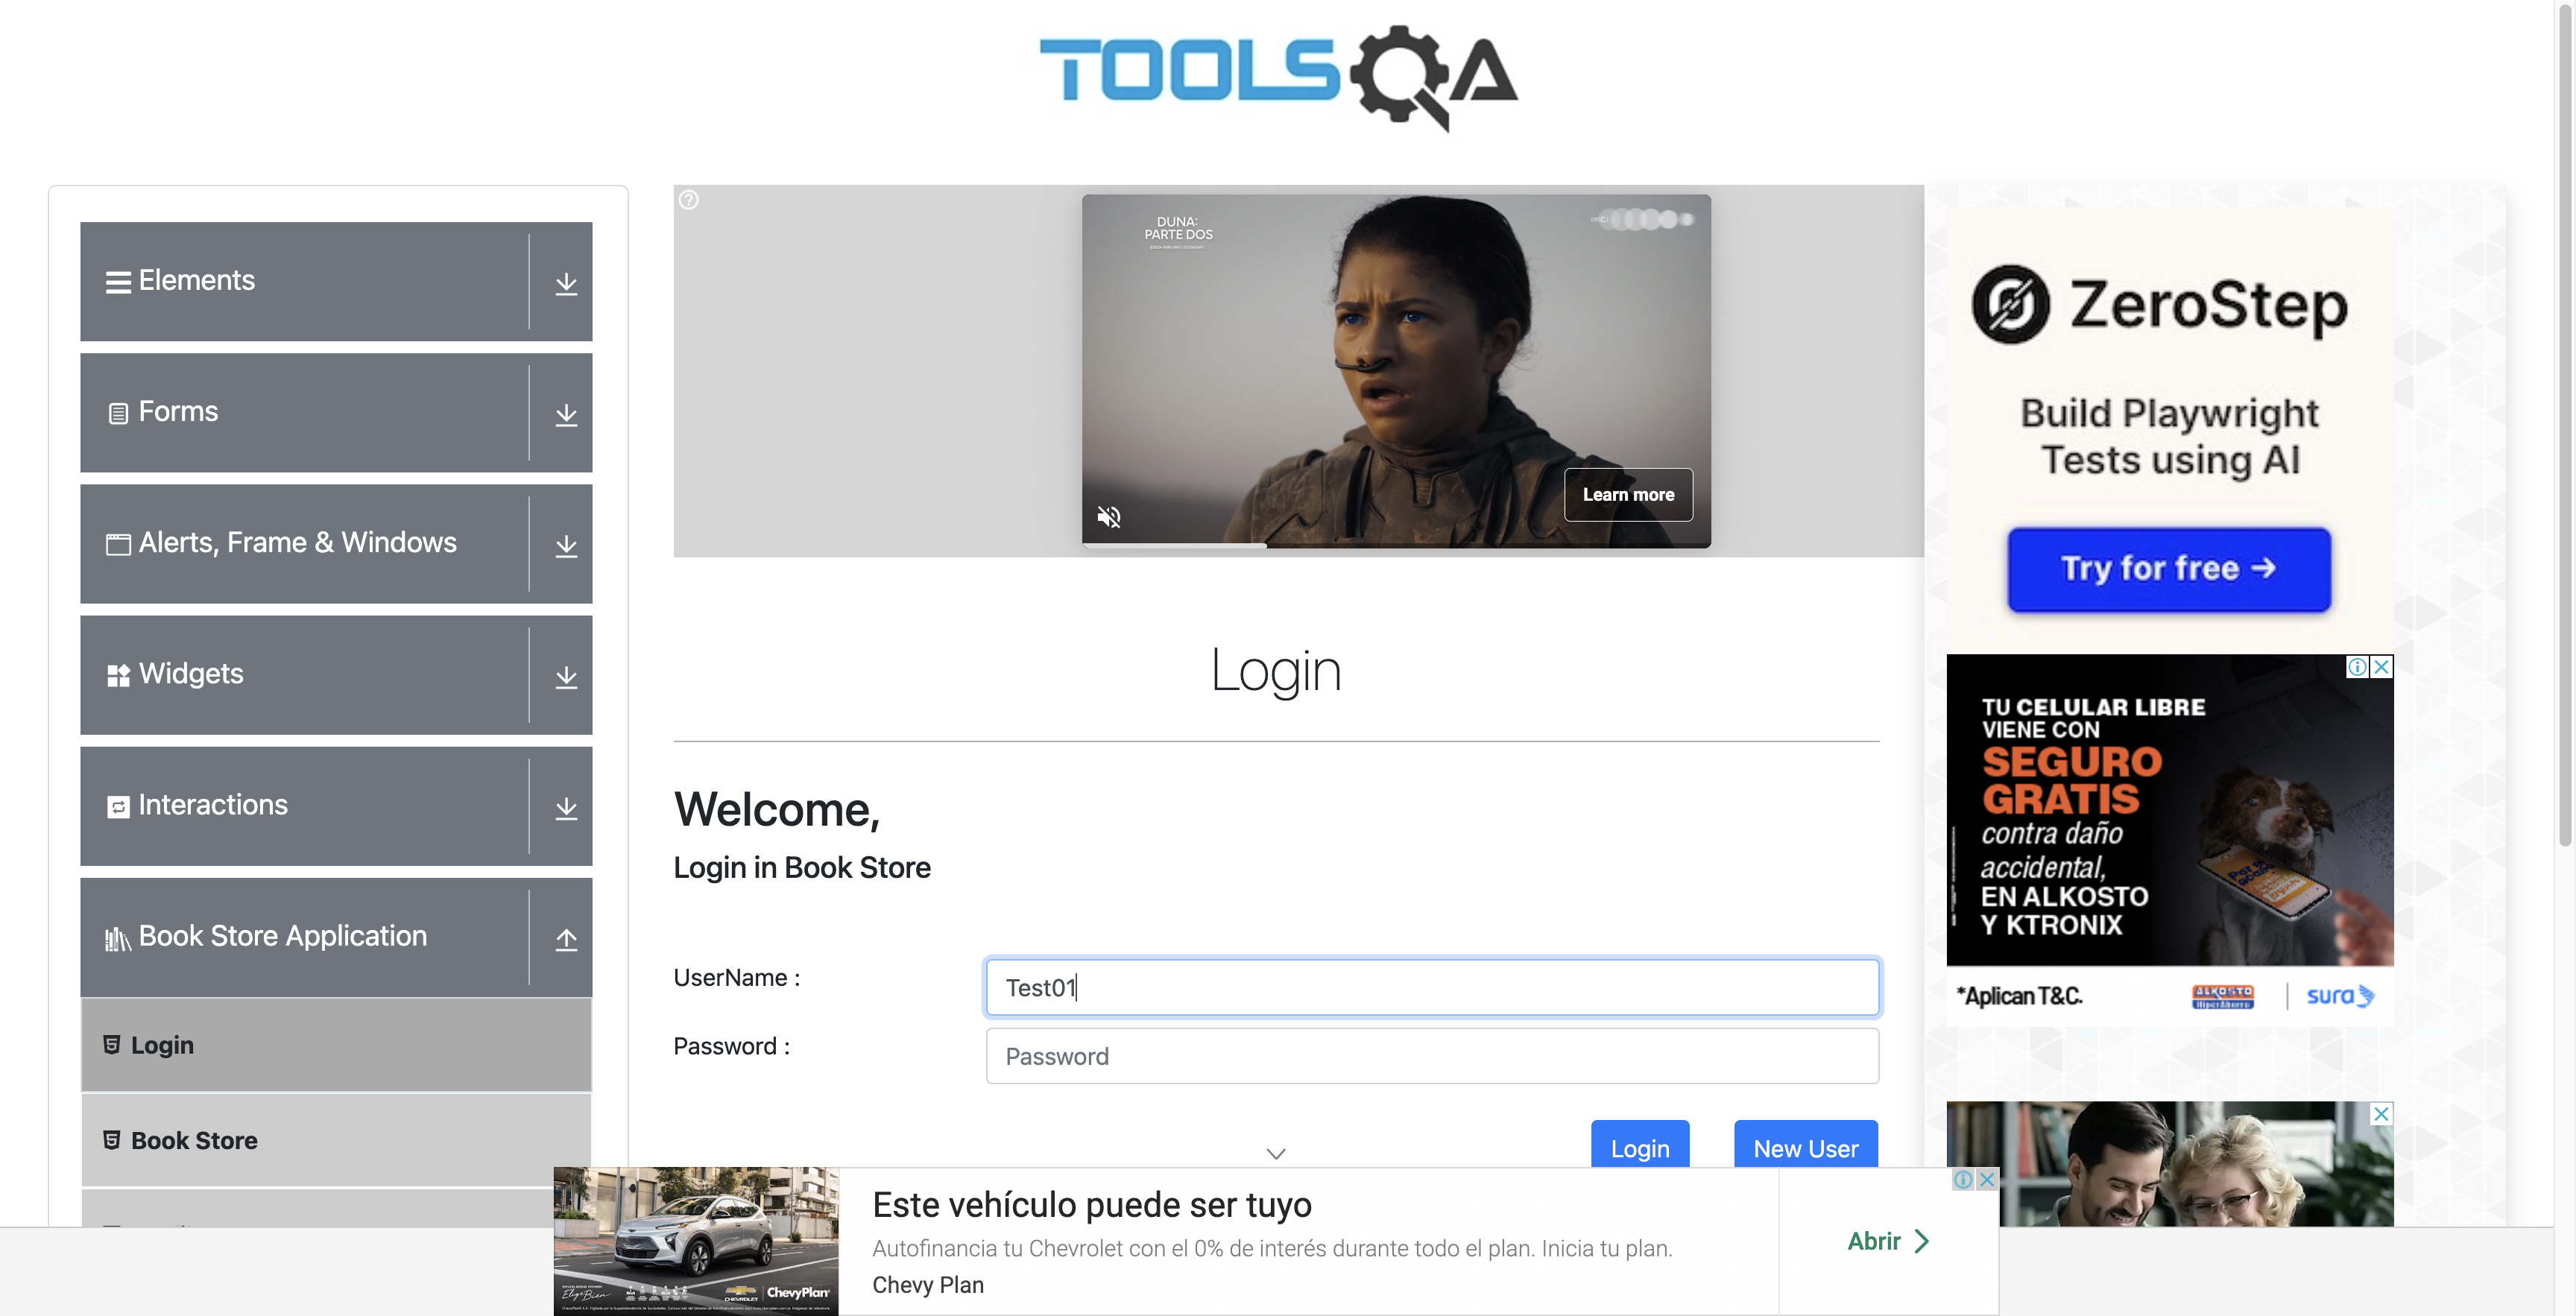 TOOLSQA
Elements
Forms
Alerts, Frame & Windows
Widgets
Interactions
Book Store Application
Login
Book Store
DUNA:
PARTE DOS
Learn more
Login
Welcome,
Login in Book Store
UserName :
Test01
Password :
Password
Login
New User
ZeroStep
Build Playwright
Tests using AI
Try for free →
TU CELULAR LIBRE
VIENE CON
SEGURO
GRATIS
contra daño
accidental,
EN ALKOSTO
Y KTRONIX
*Aplican T&C.
ALKOSTO
HiperAhorro
sura
Elige Bien
CHEVROLET
ChevyPlan
Este vehículo puede ser tuyo
Autofinancia tu Chevrolet con el 0% de interés durante todo el plan. Inicia tu plan.
Chevy Plan
Abrir